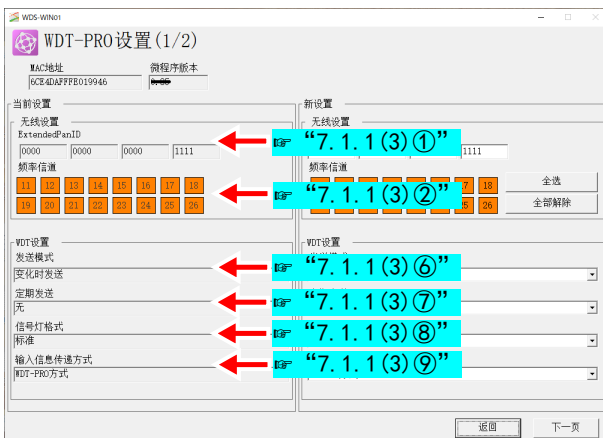 WDS-WIN01
WDT-PRO设置(1/2)
MAC地址 微程序版本
6CE4DAFFFE019946
当前设置 新设置
无线设置 无线设置
ExtendedPanID
0000 0000 0000 1111 ☞ “7.1.1(3)①” 1111
频率信道
11 12 13 14 15 16 17 18 ☞ “7.1.1(3)②” 18 全选
19 20 21 22 23 24 25 26 26 全部解除
WDT设置 WDT设置
发送模式
变化时发送 ☞ “7.1.1(3)⑥”
定期发送
无 ☞ “7.1.1(3)⑦”
信号灯格式
标准 ☞ “7.1.1(3)⑧”
输入信息传递方式
WDT-PRO方式 ☞ “7.1.1(3)⑨”
返回 下一页